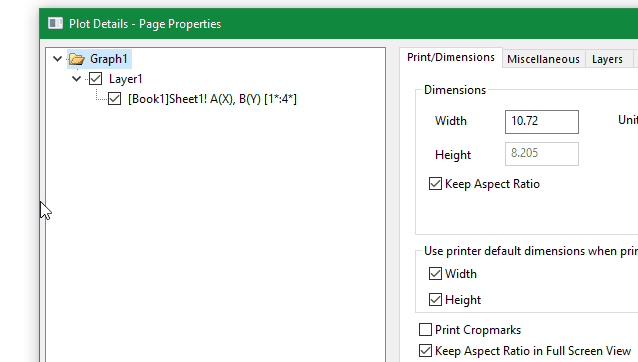 Plot Details - Page Properties
Graph1
Layer1
[Book1]Sheet1! A(X), B(Y) [1*:4*]
Print/Dimensions Miscellaneous Layers
Dimensions
Width 10.72
Height 8.205
Keep Aspect Ratio
Use printer default dimensions when
Width
Height
Print Cropmarks
Keep Aspect Ratio in Full Screen View